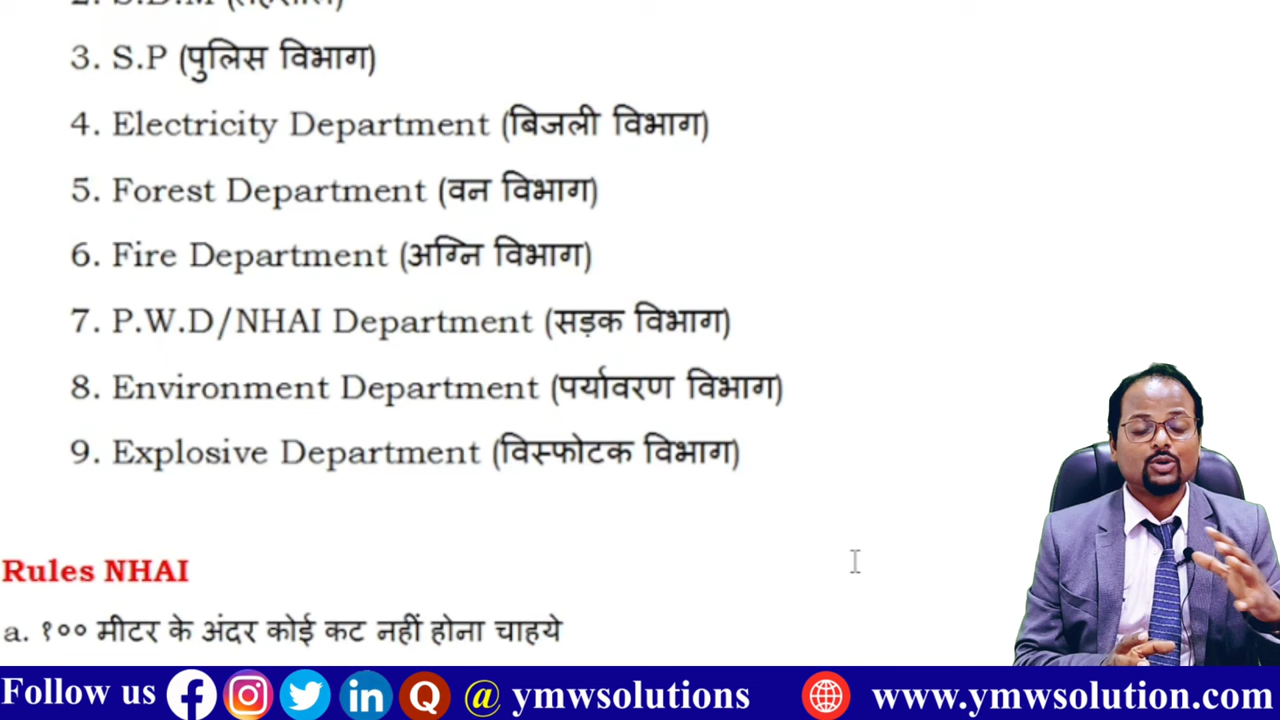 2. S.D.M (तहसील)
3. S.P (पुलिस विभाग)
4. Electricity Department (बिजली विभाग)
5. Forest Department (वन विभाग)
6. Fire Department (अग्नि विभाग)
7. P.W.D/NHAI Department (सड़क विभाग)
8. Environment Department (पर्यावरण विभाग)
9. Explosive Department (विस्फोटक विभाग)
Rules NHAI
a. १०० मीटर के अंदर कोई कट नहीं होना चाहये
Follow us @ ymwsolutions www.ymwsolution.com